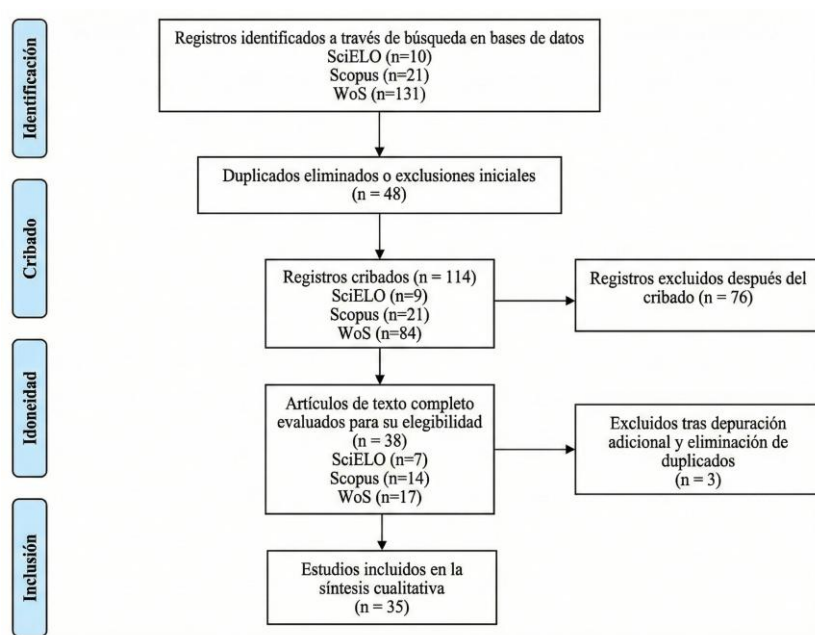 Identificación
Registros identificados a través de búsqueda en bases de datos
SciELO (n=10)
Scopus (n=21)
WoS (n=131)
Duplicados eliminados o exclusiones iniciales
(n = 48)
Cribado
Registros cribados (n = 114)
SciELO (n=9)
Scopus (n=21)
WoS (n=84)
Registros excluidos después del
cribado (n = 76)
Idoneidad
Artículos de texto completo
evaluados para su elegibilidad
(n = 38)
SciELO (n=7)
Scopus (n=14)
WoS (n=17)
Excluidos tras depuración
adicional y eliminación de
duplicados
(n = 3)
Inclusión
Estudios incluidos en la
síntesis cualitativa
(n = 35)